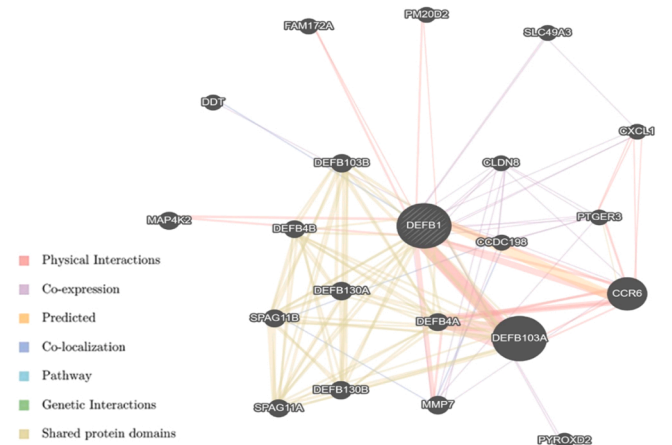 FAM172A
PM20D2
SLC49A3
DDT
CXCL1
DEFB103B
CLDN8
MAP4K2
DEFB4B
DEFB1
PTGER3
CCDC198
DEFB130A
CCR6
SPAG11B
DEFB4A
DEFB103A
DEFB130B
SPAG11A
MMP7
PYROXD2
Physical Interactions
Co-expression
Predicted
Co-localization
Pathway
Genetic Interactions
Shared protein domains